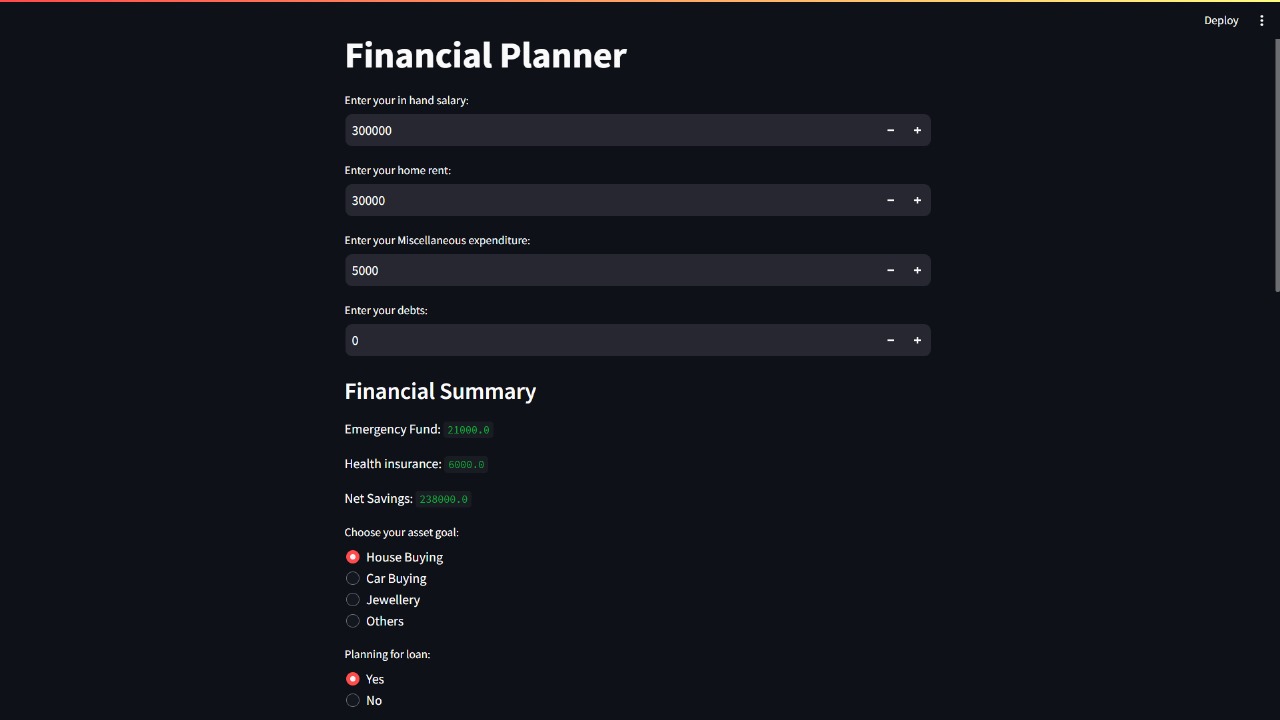 Deploy
Financial Planner
Enter your in hand salary:
300000
Enter your home rent:
30000
Enter your Miscellaneous expenditure:
5000
Enter your debts:
0
Financial Summary
Emergency Fund: 21000.0
Health insurance: 6000.0
Net Savings: 238000.0
Choose your asset goal:
House Buying
Car Buying
Jewellery
Others
Planning for loan:
Yes
No